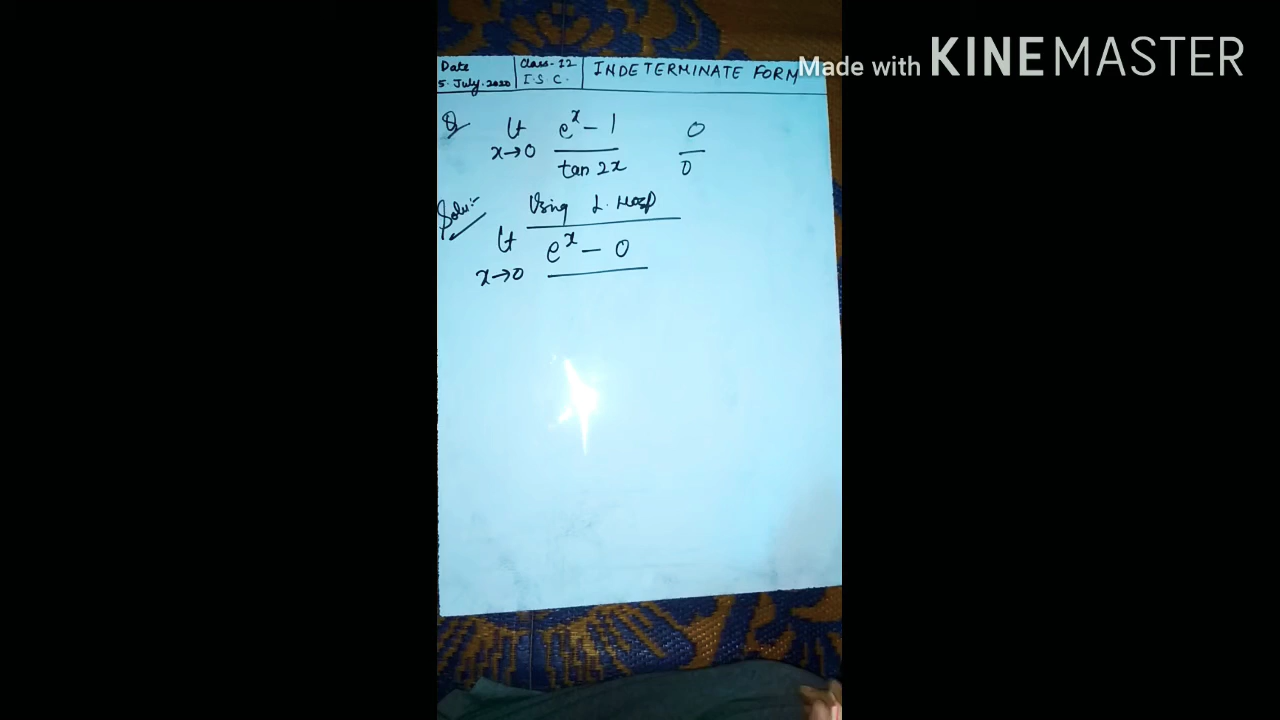 Made with KINEMASTER
Date
5. July. 2020
Class - 12
I.S.C.
INDETERMINATE FORM
Q Lt e^x - 1 0
x→0 tan 2x 0
Solu:- Using L. Hosp
Lt e^x - 0
x→0